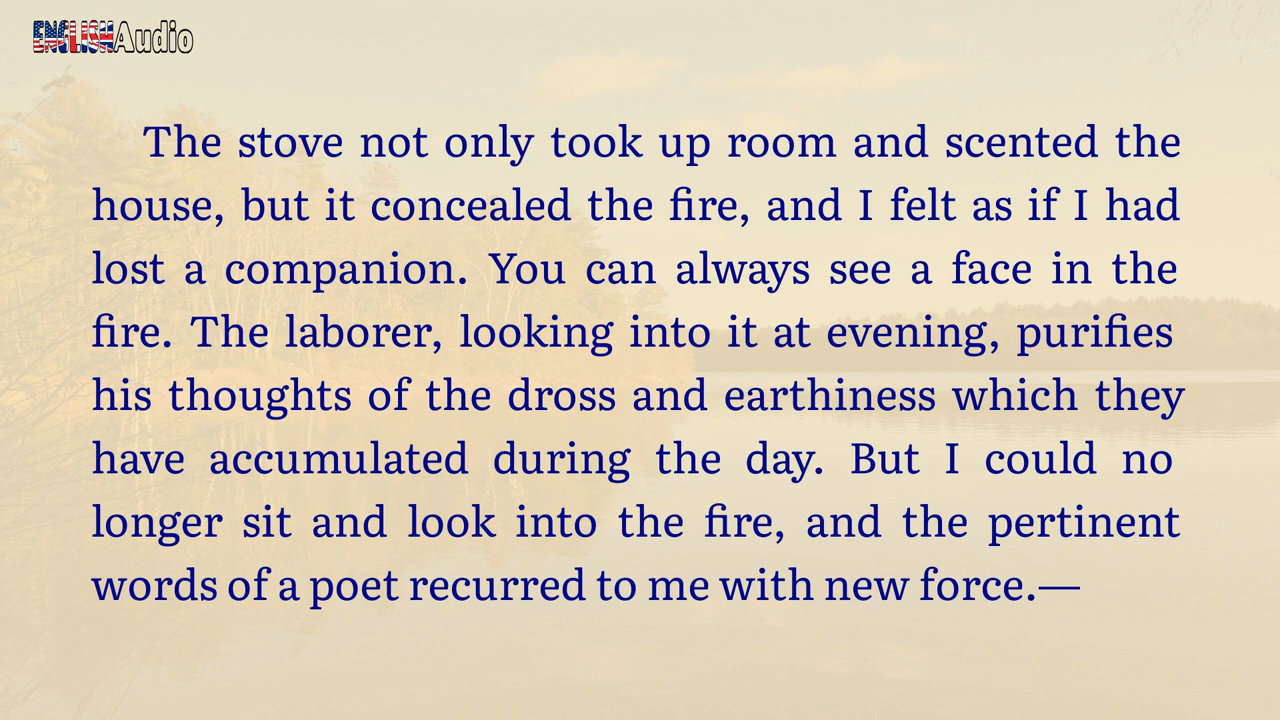 ENGLISHAudio
The stove not only took up room and scented the
house, but it concealed the fire, and I felt as if I had
lost a companion. You can always see a face in the
fire. The laborer, looking into it at evening, purifies
his thoughts of the dross and earthiness which they
have accumulated during the day. But I could no
longer sit and look into the fire, and the pertinent
words of a poet recurred to me with new force.—